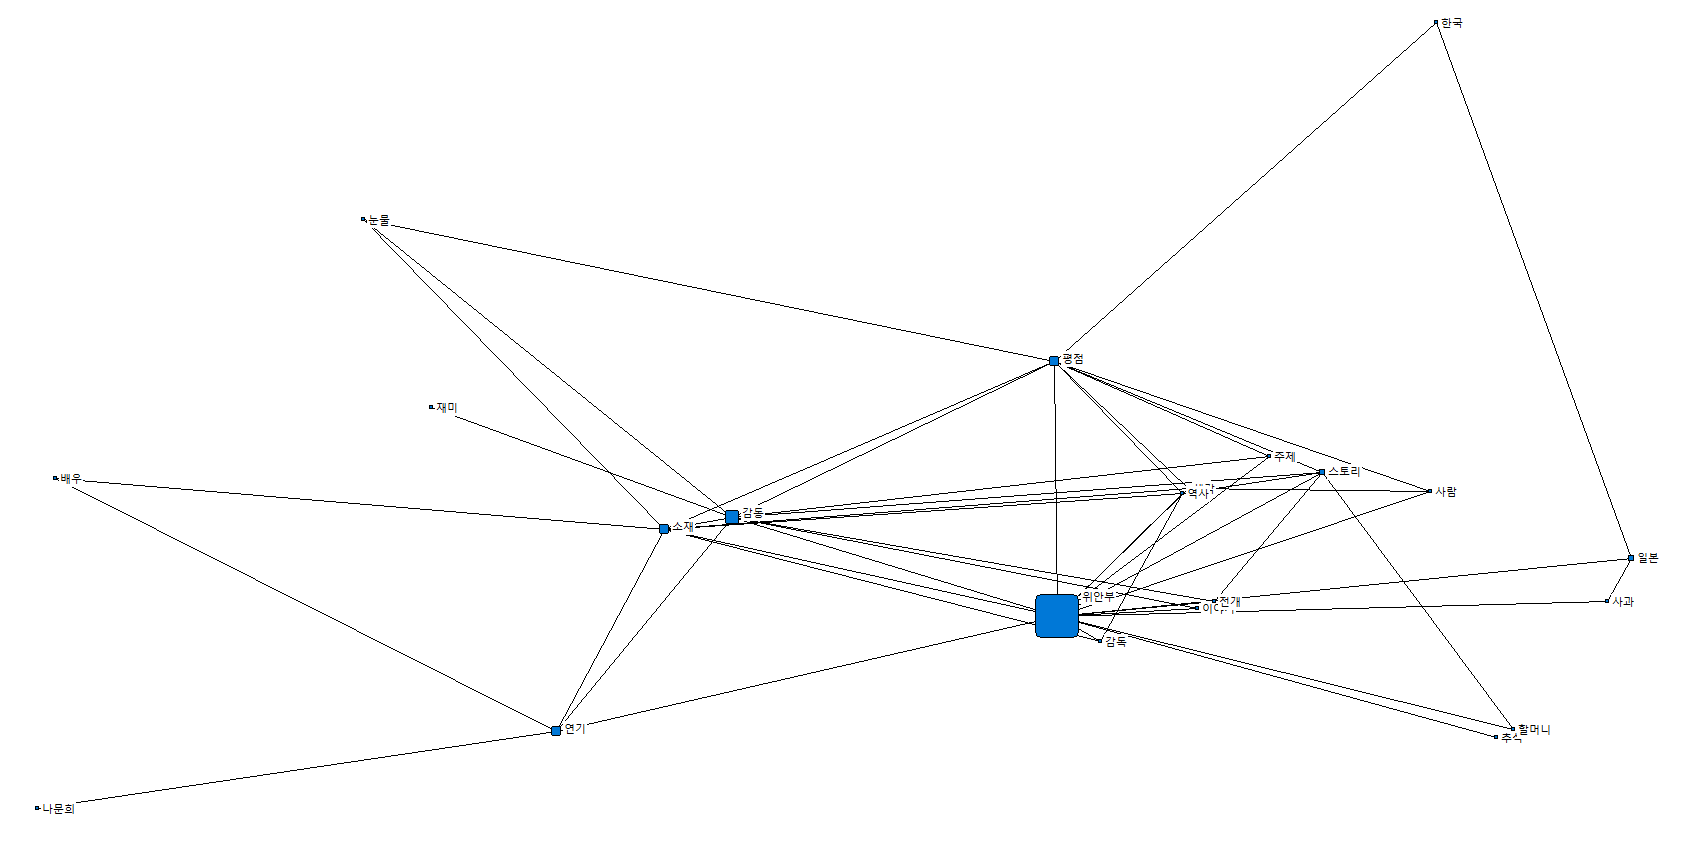 한국
눈물
평점
재미
주제
스토리
배우
사람
역사
감동
소재
일본
위안부
전개
사과
감독
연기
할머니
나문희